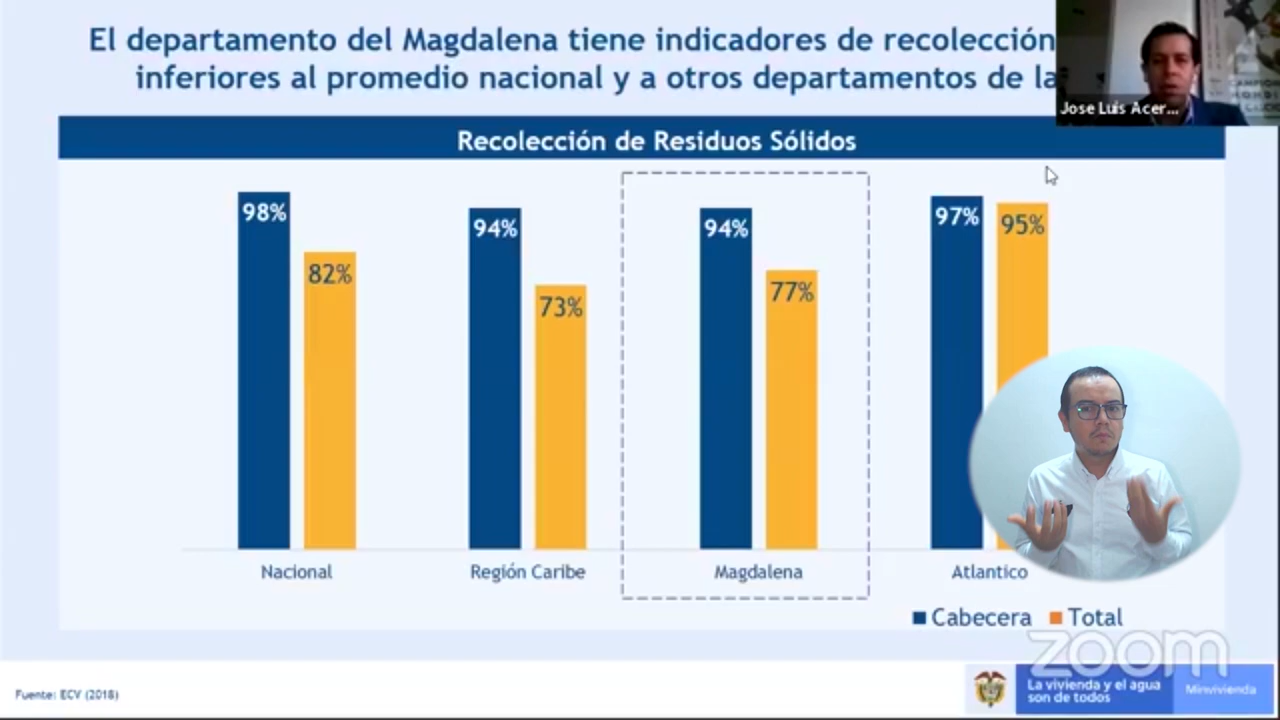 El departamento del Magdalena tiene indicadores de recolección
inferiores al promedio nacional y a otros departamentos de la
Jose Luis Acer...
Recolección de Residuos Sólidos
98%
82%
94%
73%
94%
77%
97%
95%
Nacional
Región Caribe
Magdalena
Atlantico
Cabecera
Total
zoom
Fuente: ECV (2018)
La vivienda y el agua
son de todos
Minvivienda